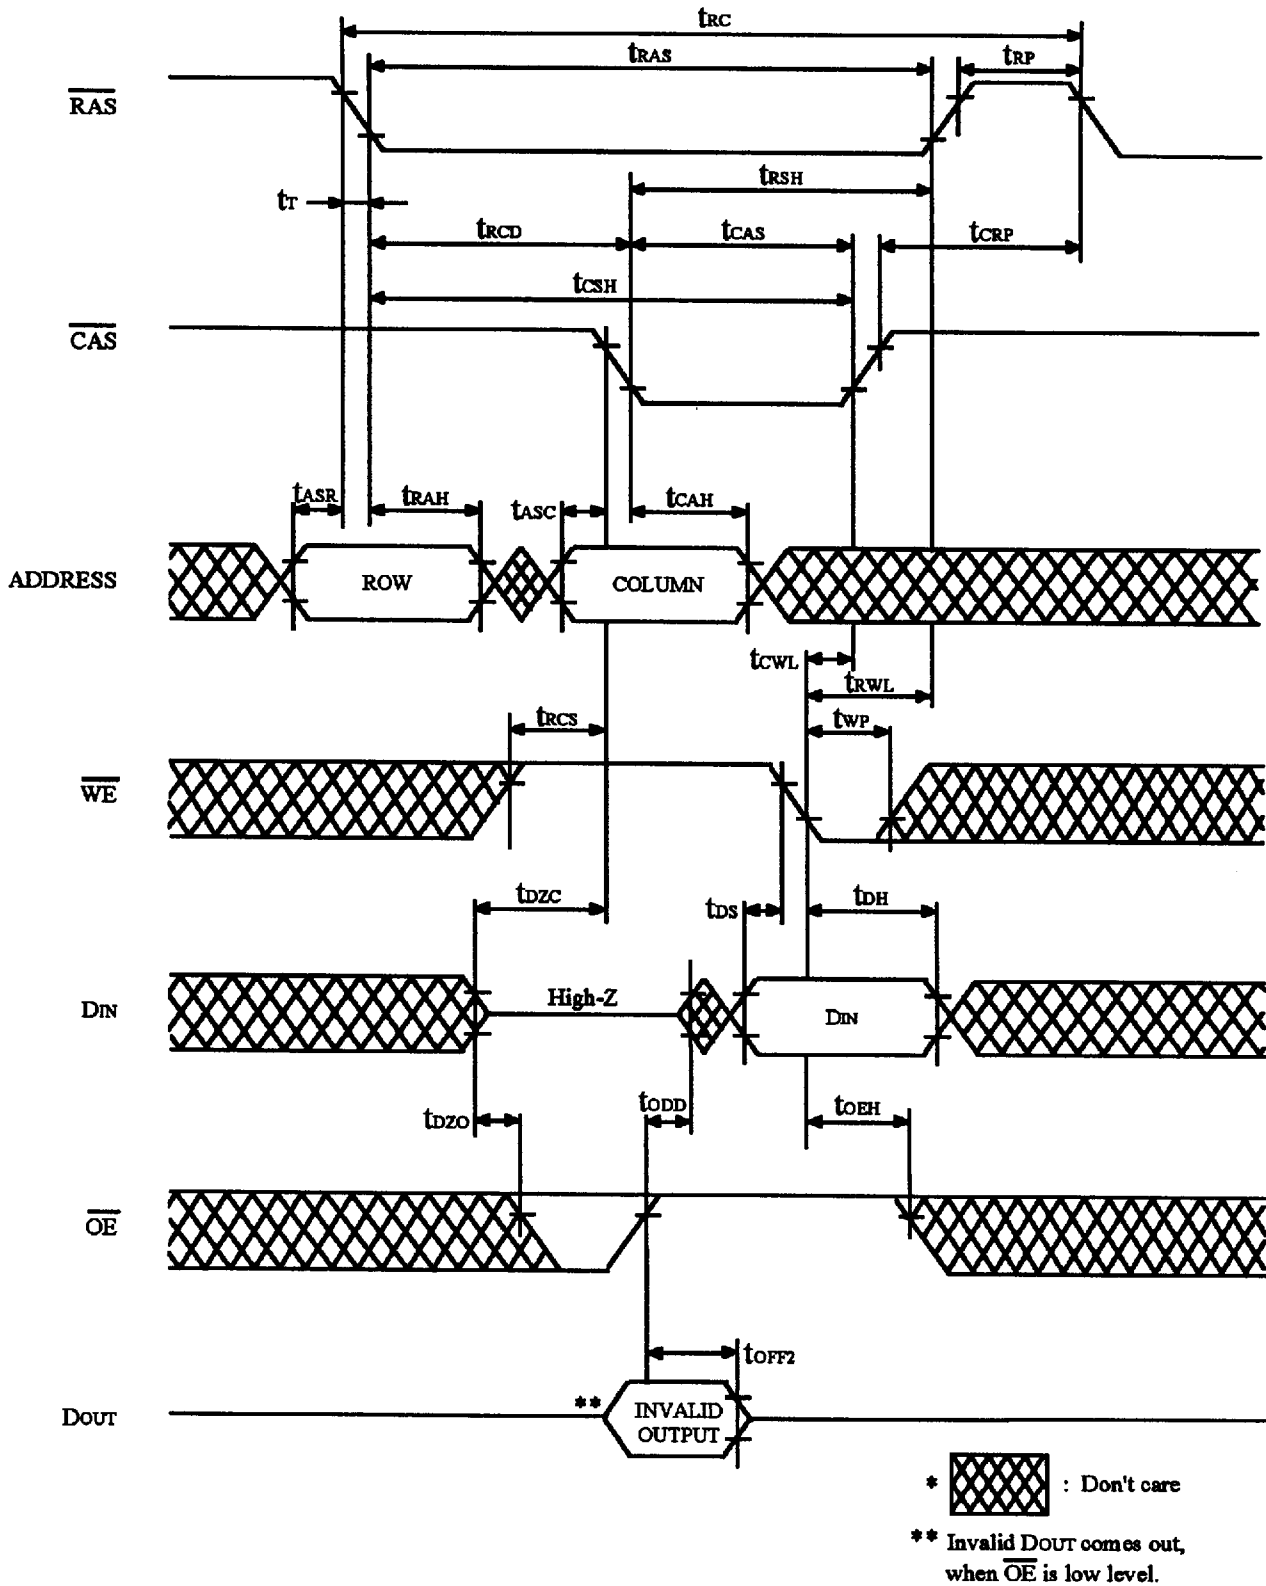 tRC
tRAS
tRP
RAS
tRSH
tT
tRCD
tCAS
tCRP
tCSH
CAS
tASR
tRAH
tASC
tCAH
ADDRESS
ROW
COLUMN
tCWL
tRWL
tRCS
tWP
WE
tDZC
tDS
tDH
High-Z
DIN
DIN
tDZO
tODD
tOEH
OE
tOFF2
DOUT
** INVALID
OUTPUT
* : Don't care
** Invalid DOUT comes out,
when OE is low level.